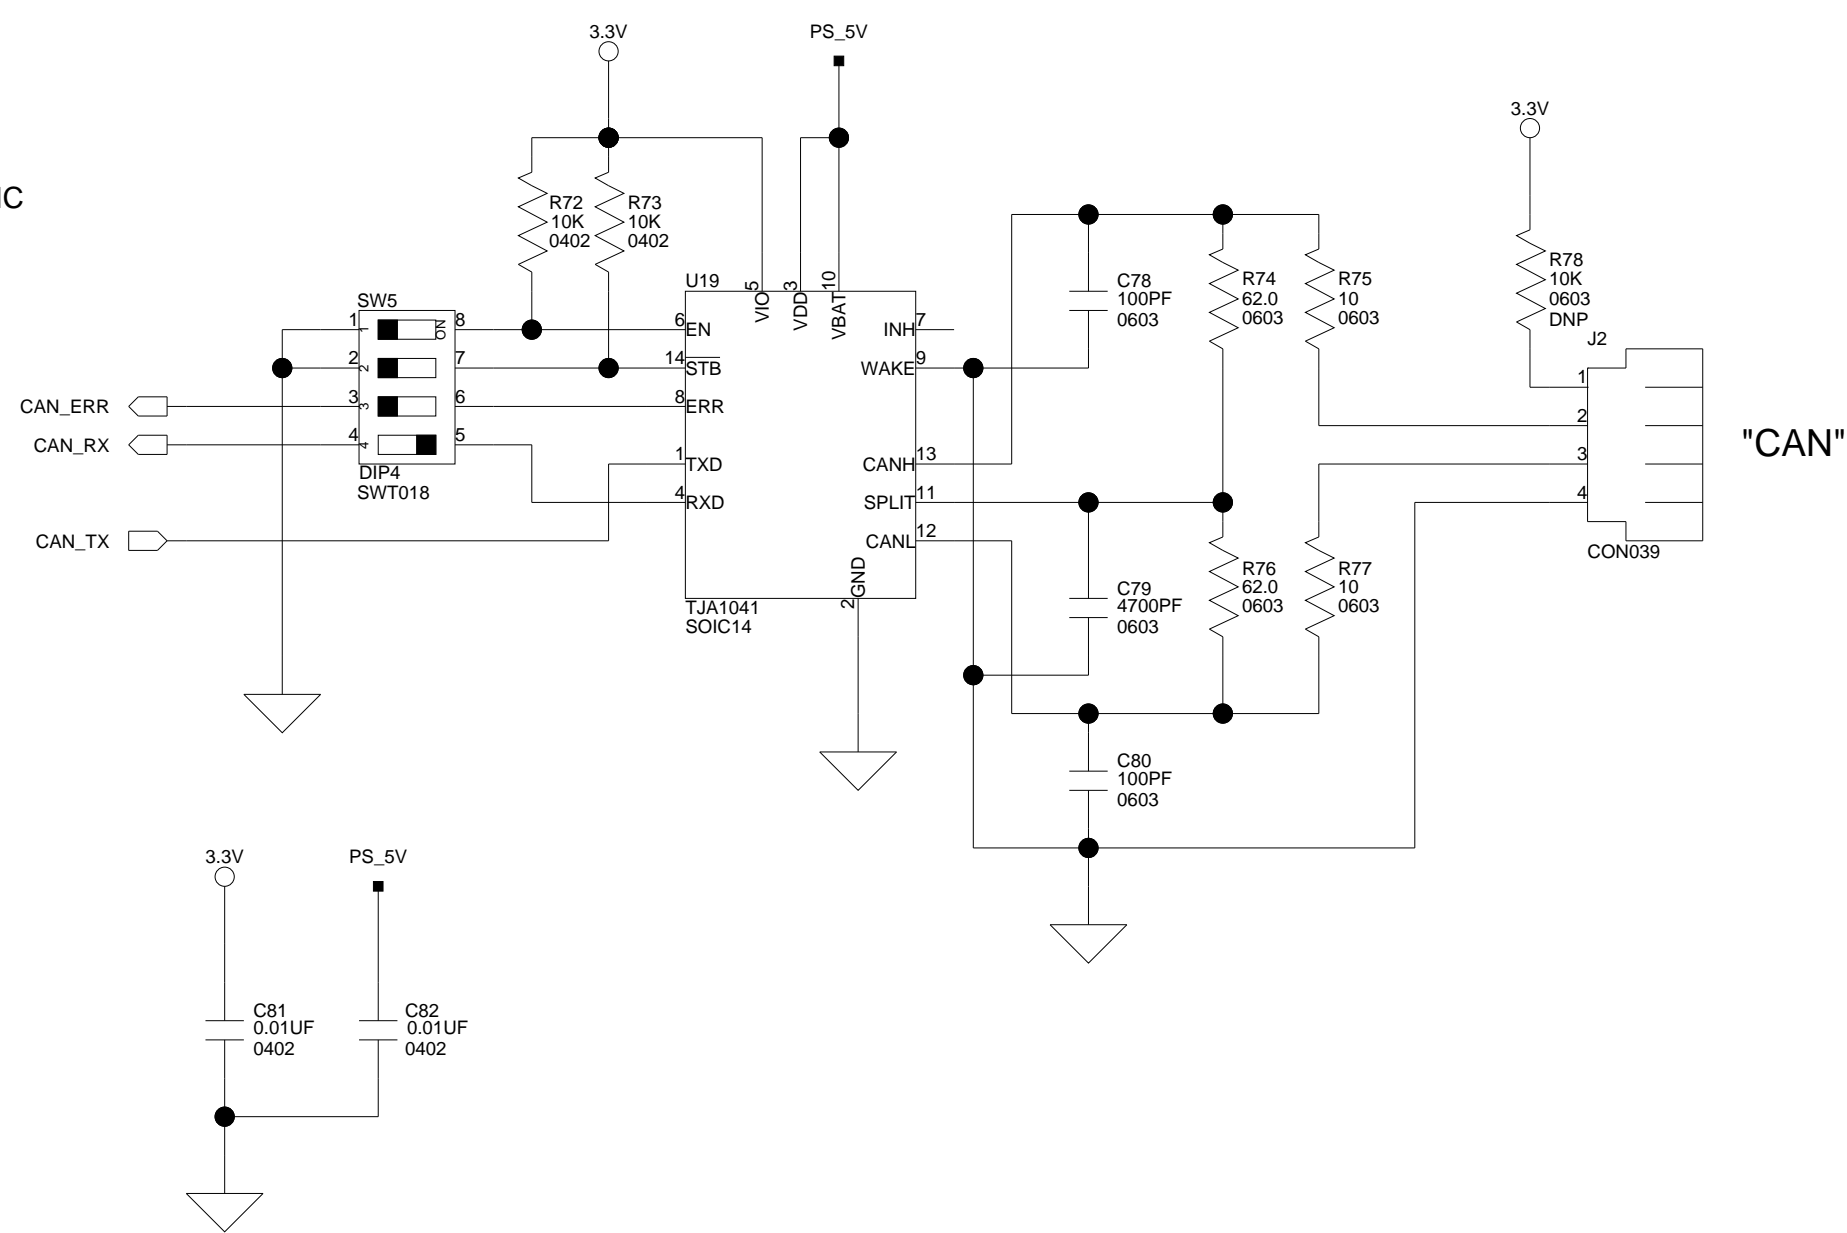 3.3V
PS_5V
3.3V
IC
R72
10K
0402
R73
10K
0402
U19
5
VIO
3
VDD
10
VBAT
SW5
1
1
ON
8
2
2
7
3
3
6
4
4
5
DIP4
SWT018
CAN_ERR
CAN_RX
CAN_TX
6
EN
14
STB
8
ERR
1
TXD
4
RXD
INH
7
WAKE
9
CANH
13
SPLIT
11
CANL
12
2
GND
TJA1041
SOIC14
C78
100PF
0603
R74
62.0
0603
R75
10
0603
R78
10K
0603
DNP
J2
1
2
3
4
CON039
"CAN"
C79
4700PF
0603
R76
62.0
0603
R77
10
0603
C80
100PF
0603
3.3V
PS_5V
C81
0.01UF
0402
C82
0.01UF
0402